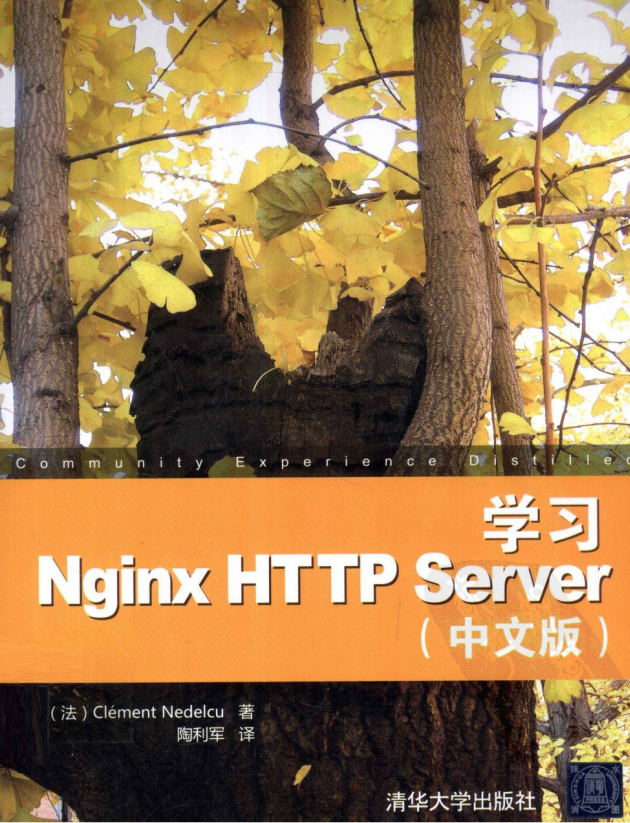 Community Experience Distilled
学习
Nginx HTTP Server
（中文版）
（法）Clément Nedelcu 著
陶利军 译
清华大学出版社